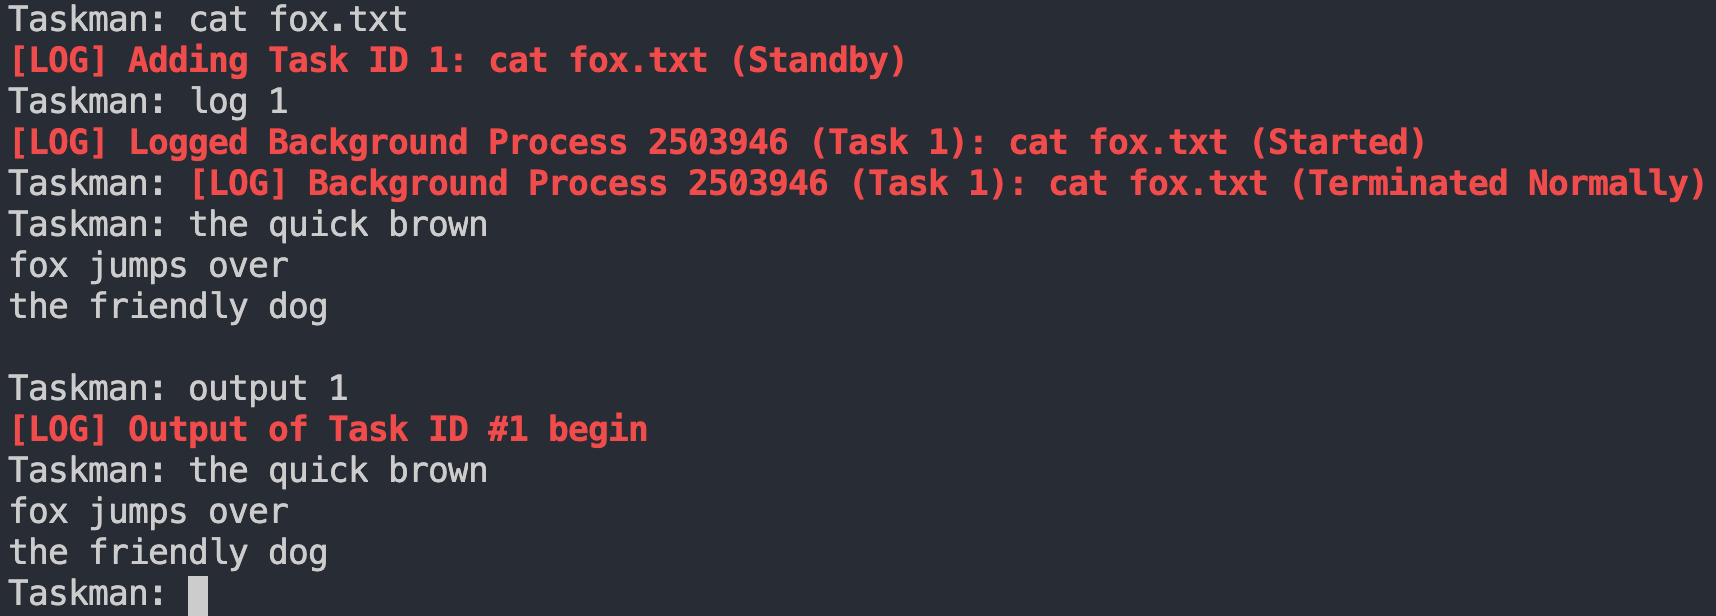 Taskman: cat fox.txt
[LOG] Adding Task ID 1: cat fox.txt (Standby)
Taskman: log 1
[LOG] Logged Background Process 2503946 (Task 1): cat fox.txt (Started)
Taskman: [LOG] Background Process 2503946 (Task 1): cat fox.txt (Terminated Normally)
Taskman: the quick brown
fox jumps over
the friendly dog
Taskman: output 1
[LOG] Output of Task ID #1 begin
Taskman: the quick brown
fox jumps over
the friendly dog
Taskman: